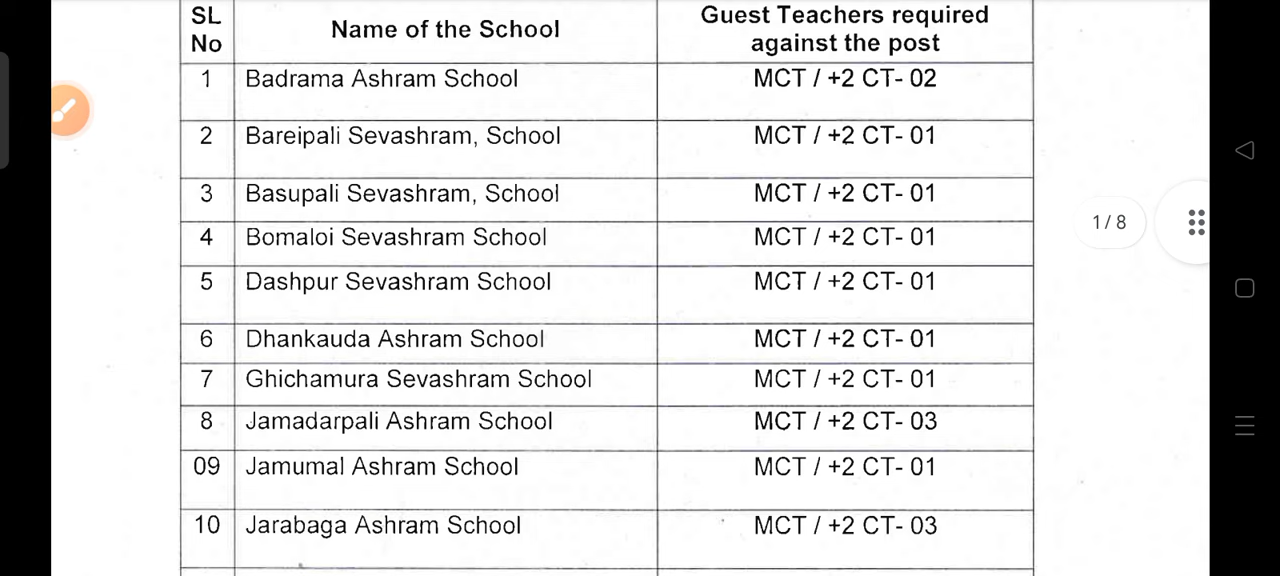 SL No Name of the School Guest Teachers required against the post
1 Badrama Ashram School MCT / +2 CT- 02
2 Bareipali Sevashram, School MCT / +2 CT- 01
3 Basupali Sevashram, School MCT / +2 CT- 01
4 Bomaloi Sevashram School MCT / +2 CT- 01
5 Dashpur Sevashram School MCT / +2 CT- 01
6 Dhankauda Ashram School MCT / +2 CT- 01
7 Ghichamura Sevashram School MCT / +2 CT- 01
8 Jamadarpali Ashram School MCT / +2 CT- 03
09 Jamumal Ashram School MCT / +2 CT- 01
10 Jarabaga Ashram School MCT / +2 CT- 03
1 / 8